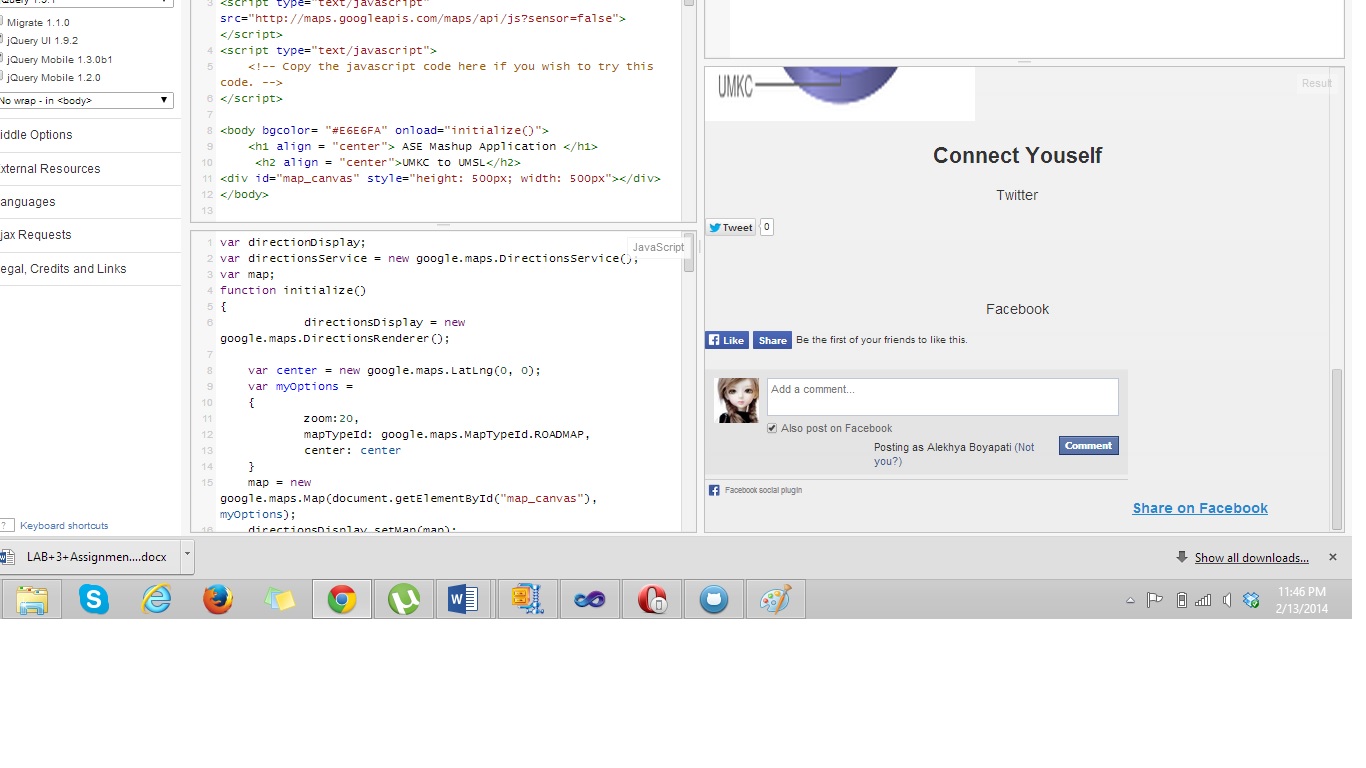 Migrate 1.1.0
jQuery UI 1.9.2
jQuery Mobile 1.3.0b1
jQuery Mobile 1.2.0
No wrap - in <body>
iddle Options
xternal Resources
anguages
jax Requests
egal, Credits and Links
? Keyboard shortcuts
3 <script type="text/javascript"
src="http://maps.googleapis.com/maps/api/js?sensor=false">
</script>
4 <script type="text/javascript">
5 <!-- Copy the javascript code here if you wish to try this
code. -->
6 </script>
7
8 <body bgcolor= "#E6E6FA" onload="initialize()">
9 <h1 align = "center"> ASE Mashup Application </h1>
10 <h2 align = "center">UMKC to UMSL</h2>
11 <div id="map_canvas" style="height: 500px; width: 500px"></div>
12 </body>
13
JavaScript
1 var directionDisplay;
2 var directionsService = new google.maps.DirectionsService();
3 var map;
4 function initialize()
5 {
6 directionsDisplay = new
google.maps.DirectionsRenderer();
7
8 var center = new google.maps.LatLng(0, 0);
9 var myOptions =
10 {
11 zoom:20,
12 mapTypeId: google.maps.MapTypeId.ROADMAP,
13 center: center
14 }
15 map = new
google.maps.Map(document.getElementById("map_canvas"),
myOptions);
16 directionsDisplay.setMap(map);
UMKC
Result
Connect Youself
Twitter
Tweet 0
Facebook
Like Share Be the first of your friends to like this.
Add a comment...
Also post on Facebook
Posting as Alekhya Boyapati (Not
you?)
Comment
Facebook social plugin
Share on Facebook
LAB+3+Assignmen....docx
Show all downloads...
11:46 PM
2/13/2014